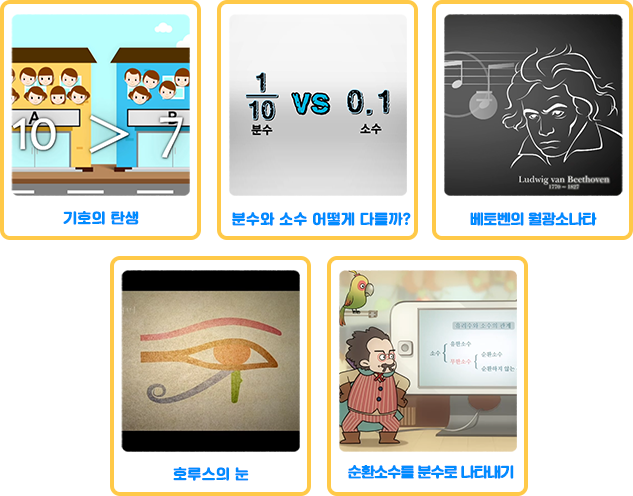 A
B
10 > 7
기호의 탄생
1
10
vs
0.1
분수
소수
분수와 소수 어떻게 다를까?
Ludwig van Beethoven
1770 ~ 1827
베토벤의 월광소나타
호루스의 눈
유리수와 소수의 관계
유한소수
소수
무한소수
순환소수
순환하지 않는
순환소수를 분수로 나타내기